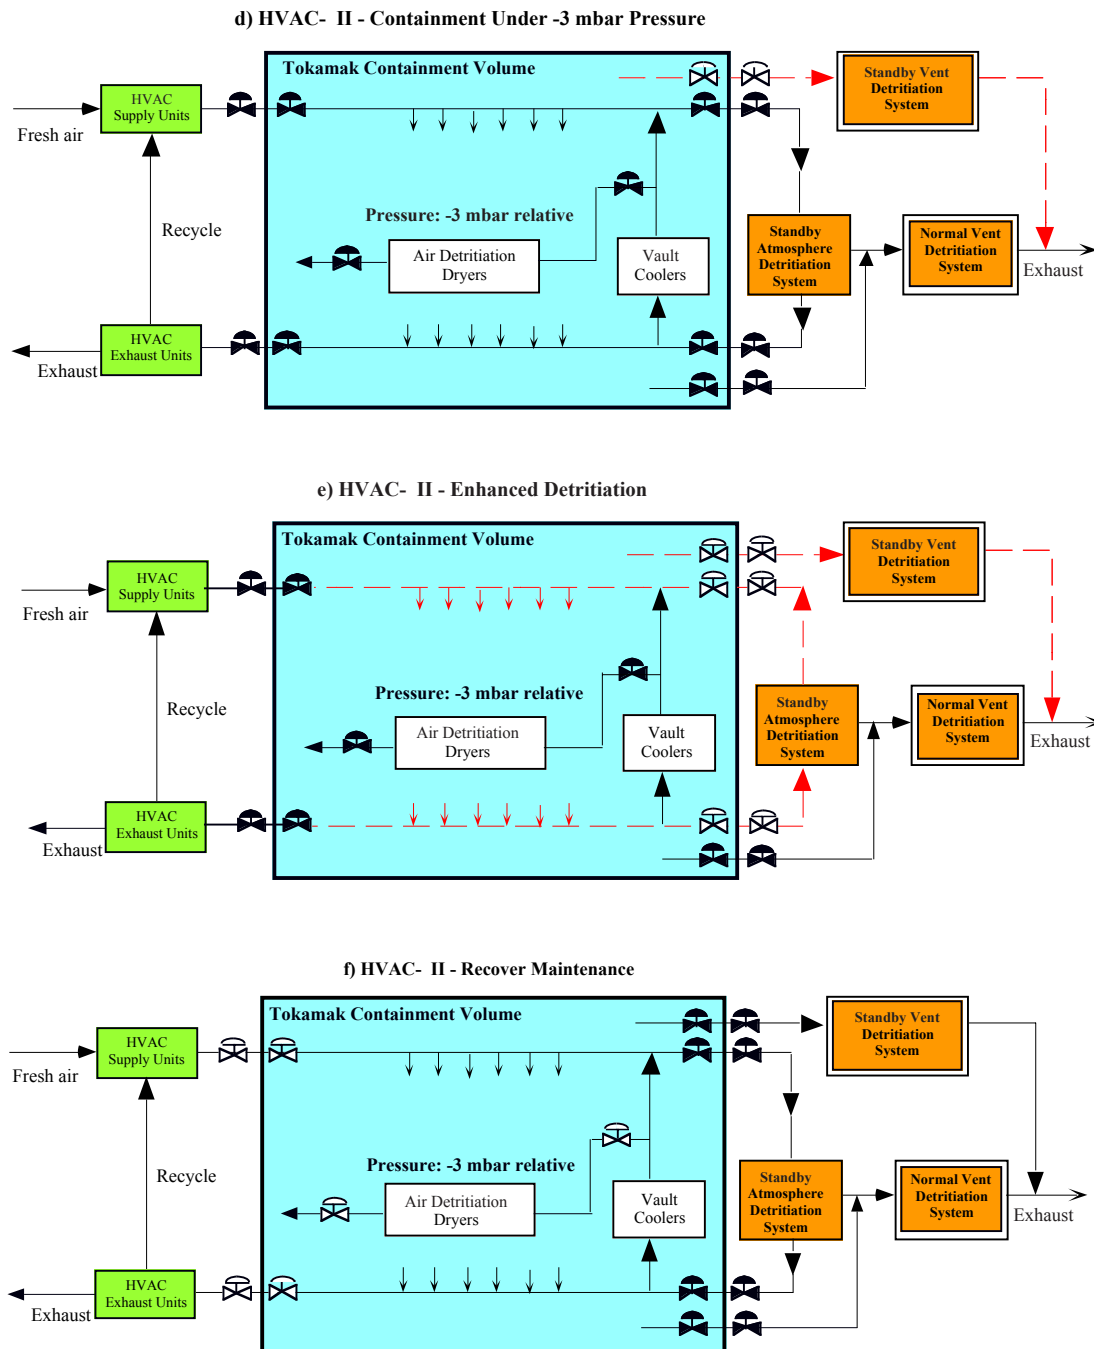 d) HVAC- II - Containment Under -3 mbar Pressure
Tokamak Containment Volume
HVAC
Supply Units
Fresh air
Standby Vent
Detritiation
System
Recycle
Pressure: -3 mbar relative
Air Detritiation
Dryers
Vault
Coolers
Standby
Atmosphere
Detritiation
System
Normal Vent
Detritiation
System
Exhaust
HVAC
Exhaust Units
Exhaust
e) HVAC- II - Enhanced Detritiation
Tokamak Containment Volume
HVAC
Supply Units
Fresh air
Standby Vent
Detritiation
System
Recycle
Pressure: -3 mbar relative
Air Detritiation
Dryers
Vault
Coolers
Standby
Atmosphere
Detritiation
System
Normal Vent
Detritiation
System
Exhaust
HVAC
Exhaust Units
Exhaust
f) HVAC- II - Recover Maintenance
Tokamak Containment Volume
HVAC
Supply Units
Fresh air
Standby Vent
Detritiation
System
Recycle
Pressure: -3 mbar relative
Air Detritiation
Dryers
Vault
Coolers
Standby
Atmosphere
Detritiation
System
Normal Vent
Detritiation
System
Exhaust
HVAC
Exhaust Units
Exhaust